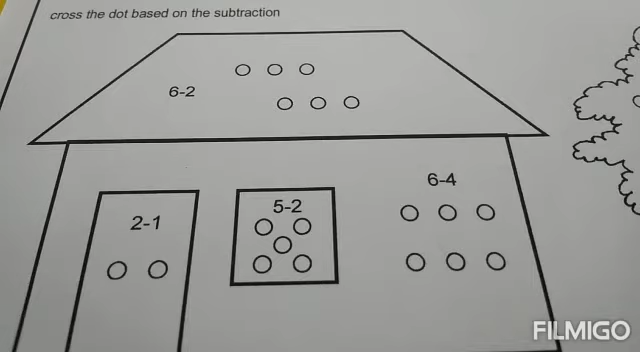 cross the dot based on the subtraction
6-2
6-4
5-2
2-1
FILMIGO